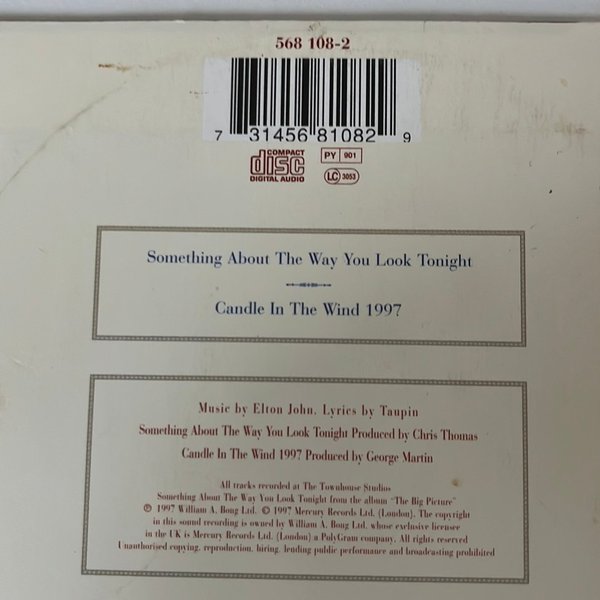 568 108-2
7 31456 81082 9
COMPACT
disc
DIGITAL AUDIO
PY 901
LC 3053
Something About The Way You Look Tonight
Candle In The Wind 1997
Music by Elton John, Lyrics by Taupin
Something About The Way You Look Tonight Produced by Chris Thomas
Candle In The Wind 1997 Produced by George Martin
All tracks recorded at The Townhouse Studios
Something About The Way You Look Tonight from the album "The Big Picture"
℗ 1997 William A. Bong Ltd. © 1997 Mercury Records Ltd. (London). The copyright
in this sound recording is owned by William A. Bong Ltd. whose exclusive licensee
in the UK is Mercury Records Ltd. (London) a PolyGram company. All rights reserved
Unauthorised copying, reproduction, hiring, lending public performance and broadcasting prohibited